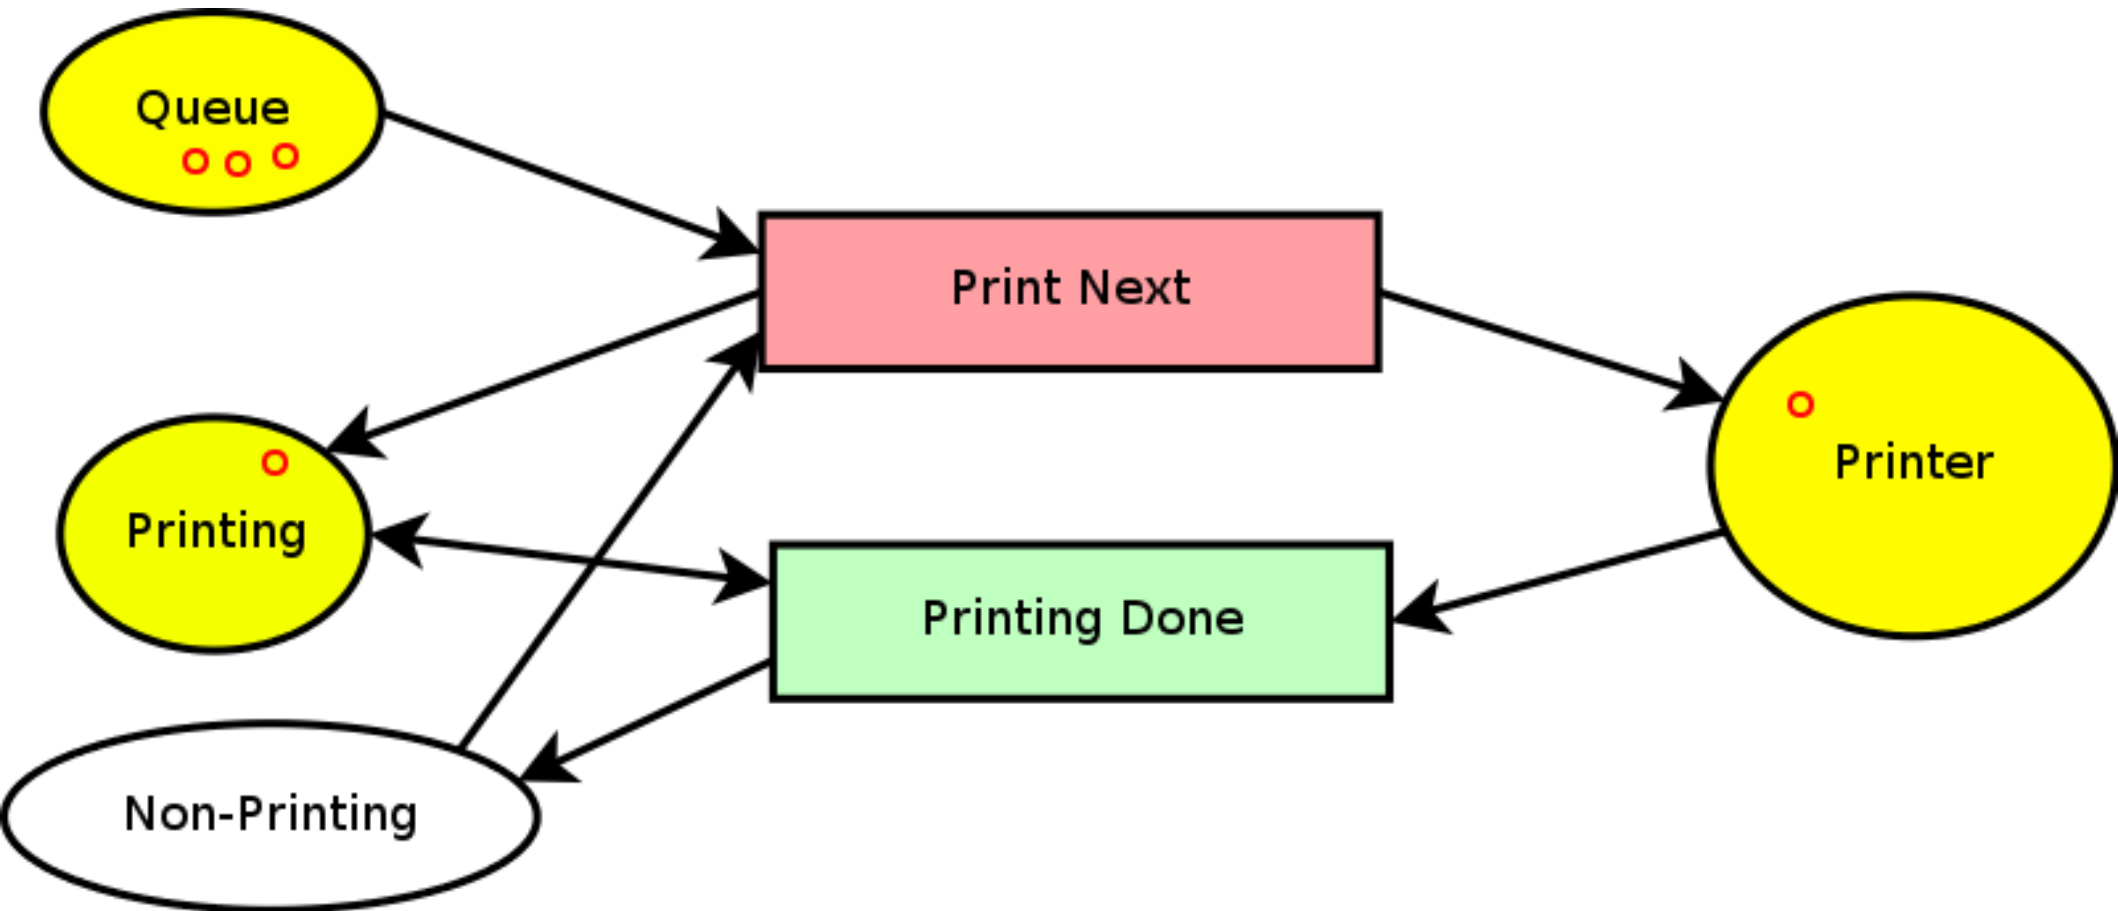 Queue
Print Next
Printer
Printing
Printing Done
Non-Printing